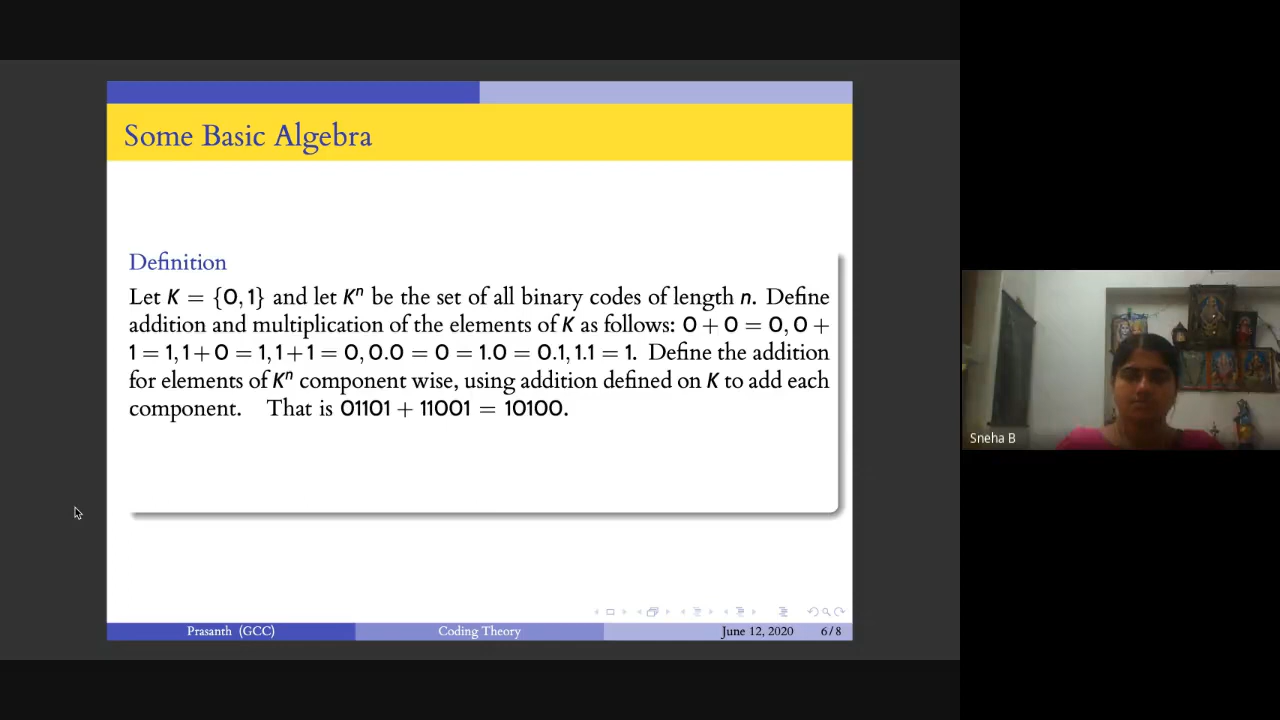 Some Basic Algebra
Definition
Let K = {0, 1} and let Kⁿ be the set of all binary codes of length n. Define
addition and multiplication of the elements of K as follows: 0 + 0 = 0, 0 +
1 = 1, 1 + 0 = 1, 1 + 1 = 0, 0.0 = 0 = 1.0 = 0.1, 1.1 = 1. Define the addition
for elements of Kⁿ component wise, using addition defined on K to add each
component. That is 01101 + 11001 = 10100.
Sneha B
Prasanth (GCC) Coding Theory June 12, 2020 6 / 8